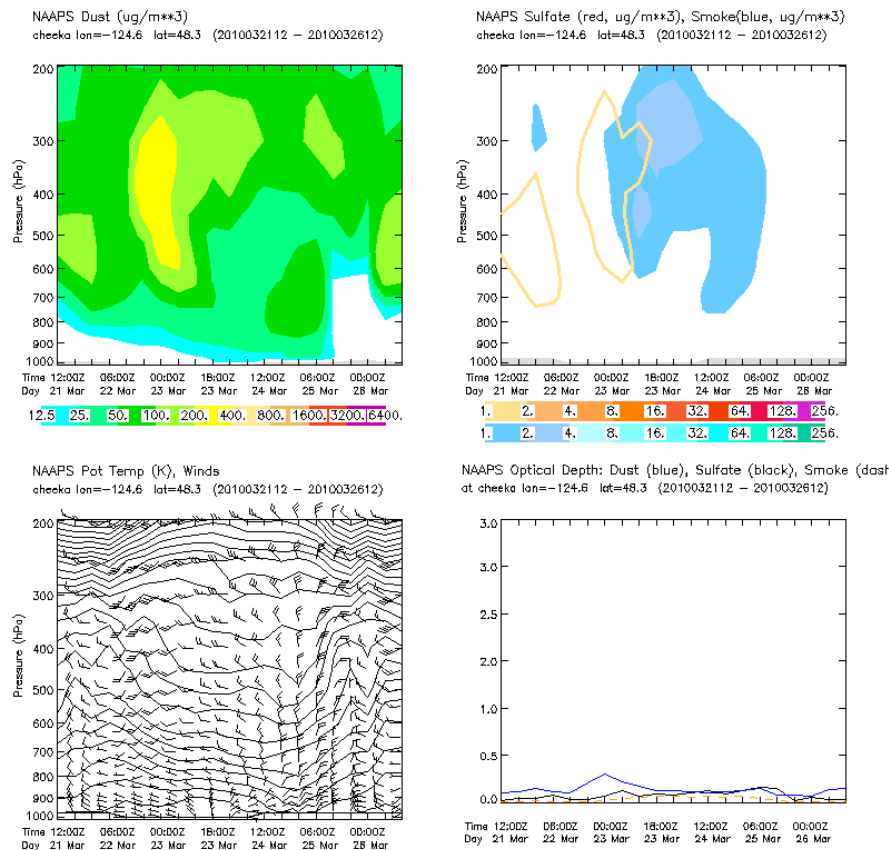 NAAPS Dust (ug/m**3)
cheeka lon=-124.6 lat=48.3 (2010032112 - 2010032612)
200
300
400
500
600
700
800
900
1000
Pressure (hPa)
Time 12:00Z 06:00Z 00:00Z 18:00Z 12:00Z 06:00Z 00:00Z
Day 21 Mar 22 Mar 23 Mar 23 Mar 24 Mar 25 Mar 28 Mar
12.5 25. 50. 100. 200. 400. 800. 1600. 3200. 6400.
NAAPS Sulfate (red, ug/m**3), Smoke(blue, ug/m**3)
cheeka lon=-124.6 lat=48.3 (2010032112 - 2010032612)
200
300
400
500
600
700
800
900
1000
Pressure (hPa)
Time 12:00Z 06:00Z 00:00Z 18:00Z 12:00Z 06:00Z 00:00Z
Day 21 Mar 22 Mar 23 Mar 23 Mar 24 Mar 25 Mar 28 Mar
1. 2. 4. 8. 16. 32. 64. 128. 256.
1. 2. 4. 8. 16. 32. 64. 128. 256.
NAAPS Pot Temp (K), Winds
cheeka lon=-124.6 lat=48.3 (2010032112 - 2010032612)
200
300
400
500
600
700
800
900
1000
Pressure (hPa)
Time 12:00Z 06:00Z 00:00Z 18:00Z 12:00Z 06:00Z 00:00Z
Day 21 Mar 22 Mar 23 Mar 23 Mar 24 Mar 25 Mar 28 Mar
NAAPS Optical Depth: Dust (blue), Sulfate (black), Smoke (dash
at cheeka lon=-124.6 lat=48.3 (2010032112 - 2010032612)
3.0
3.0
2.0
1.0
0.5
0.0
Time 12:00Z 06:00Z 00:00Z 18:00Z 12:00Z 06:00Z 00:00Z
Day 21 Mar 22 Mar 23 Mar 23 Mar 24 Mar 25 Mar 26 Mar